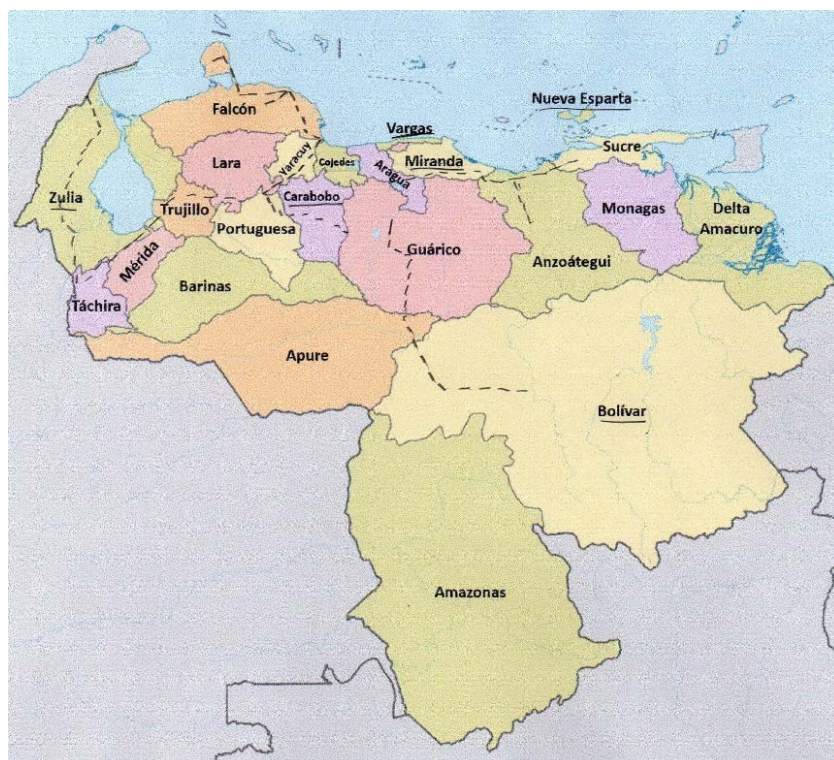 Nueva Esparta
Falcón
Vargas
Sucre
Lara
Yaracuy
Cojedes
Aragua
Miranda
Zulia
Trujillo
Carabobo
Monagas
Delta
Amacuro
Portuguesa
Mérida
Guárico
Anzoátegui
Barinas
Táchira
Apure
Bolívar
Amazonas